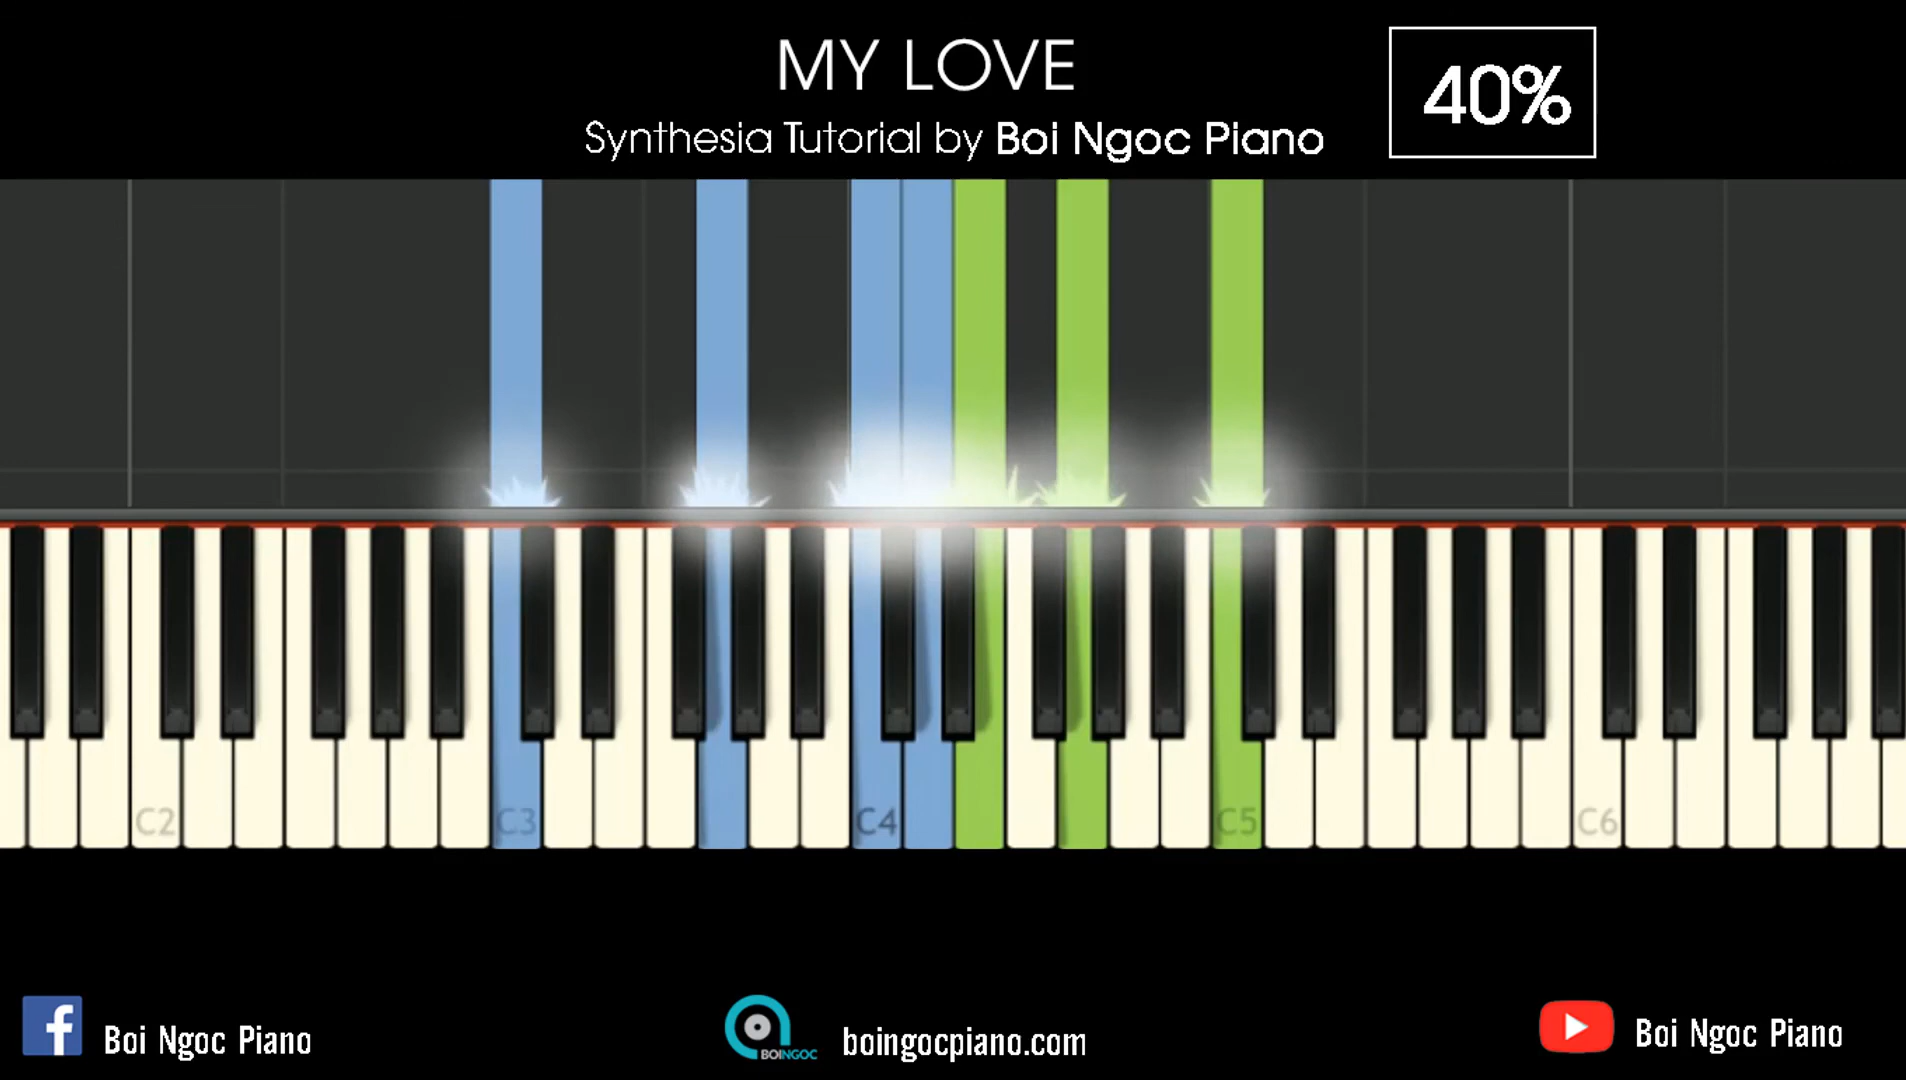 MY LOVE
40%
Synthesia Tutorial by Boi Ngoc Piano
C2
C3
C4
C5
C6
Boi Ngoc Piano
BOINGOC
boingocpiano.com
Boi Ngoc Piano